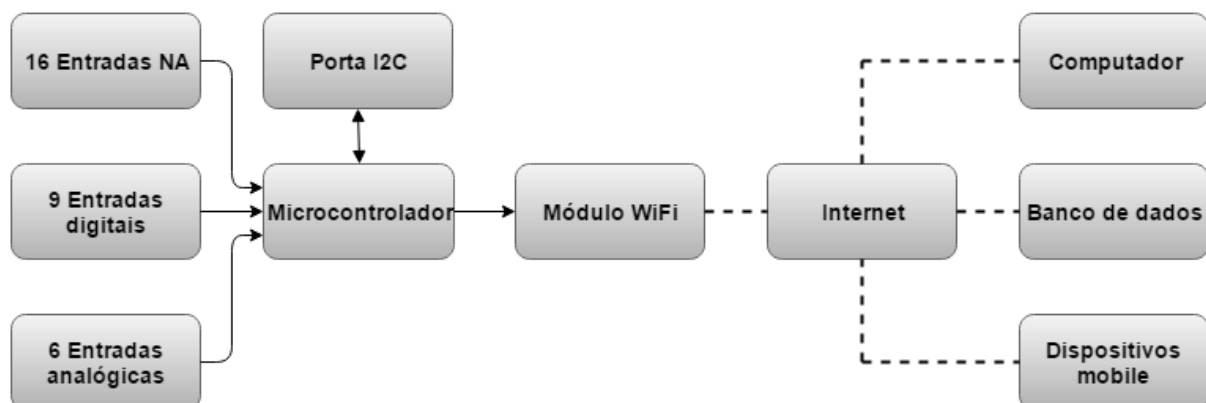 16 Entradas NA
Porta I2C
Computador
9 Entradas
digitais
Microcontrolador
Módulo WiFi
Internet
Banco de dados
6 Entradas
analógicas
Dispositivos
mobile